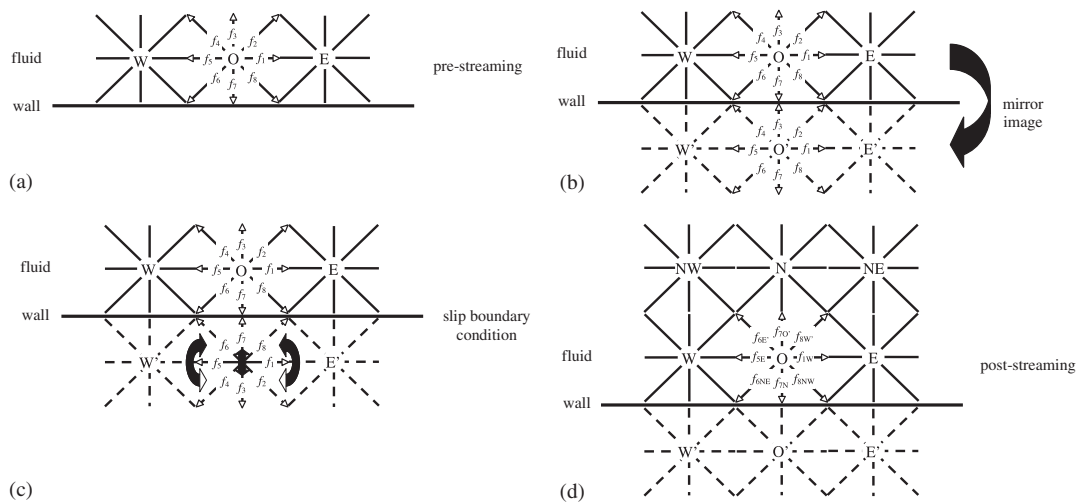 f4 f3 f2
fluid W f5 O f1 E pre-streaming
f6 f7 f8
wall
(a)
f4 f3 f2
fluid W f5 O f1 E
f6 f7 f8
wall mirror
f4 f3 f2 image
W' f5 O' f1 E'
f6 f7 f8
(b)
f4 f3 f2
fluid W f5 O f1 E
f6 f7 f8
wall slip boundary
f6 f7 f8 condition
W' f5 f1 E'
f4 f3 f2
(c)
NW N NE
f6E' f7O' f8W'
fluid W f5E O f1W E post-streaming
f6NE f7N f8NW
wall
W' O' E'
(d)